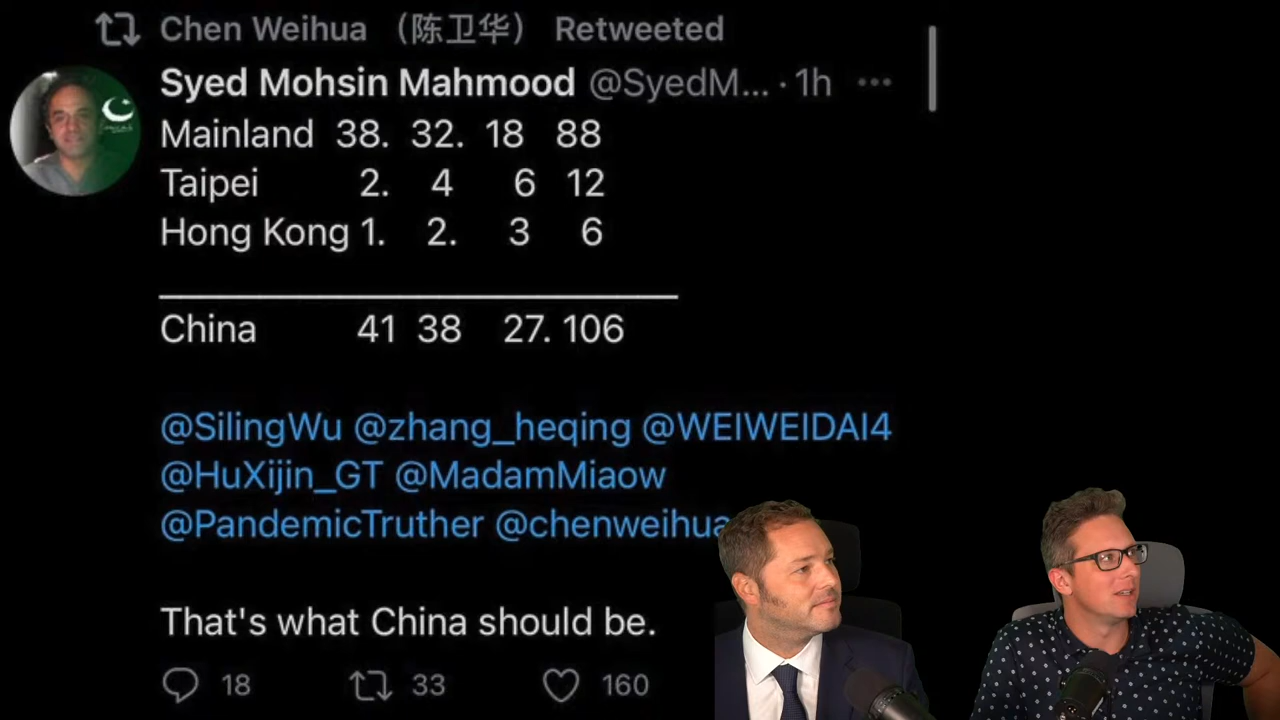 Chen Weihua （陈卫华） Retweeted
Syed Mohsin Mahmood @SyedM... · 1h
Mainland 38. 32. 18 88
Taipei 2. 4 6 12
Hong Kong 1. 2. 3 6
China 41 38 27. 106
@SilingWu @zhang_heqing @WEIWEIDAI4
@HuXijin_GT @MadamMiaow
@PandemicTruther @chenweihua
That's what China should be.
18 33 160